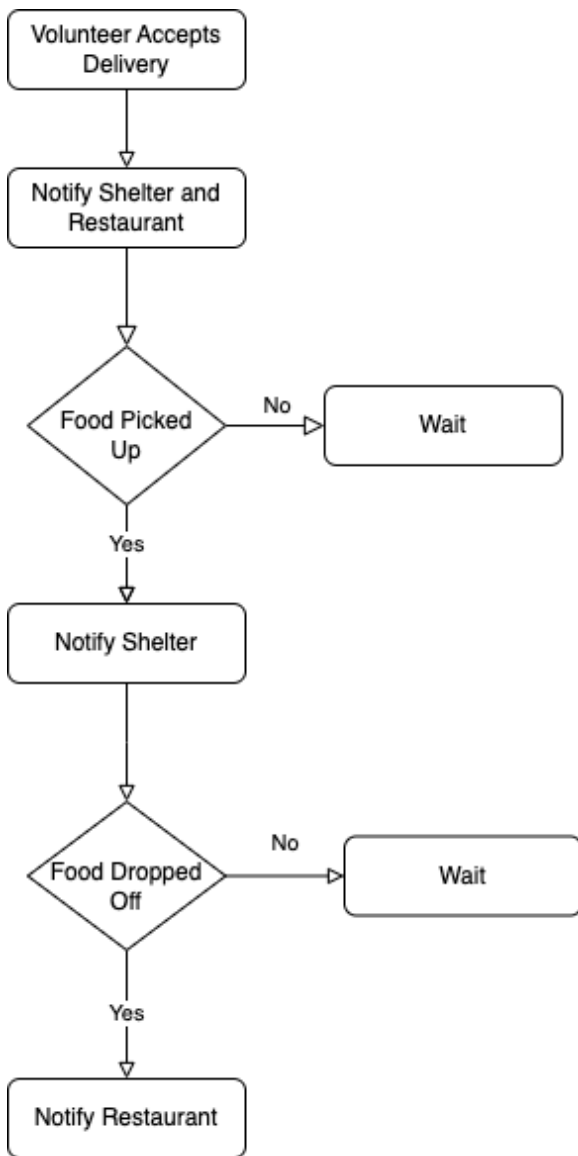 Volunteer Accepts
Delivery
Notify Shelter and
Restaurant
Food Picked
Up
No
Wait
Yes
Notify Shelter
Food Dropped
Off
No
Wait
Yes
Notify Restaurant